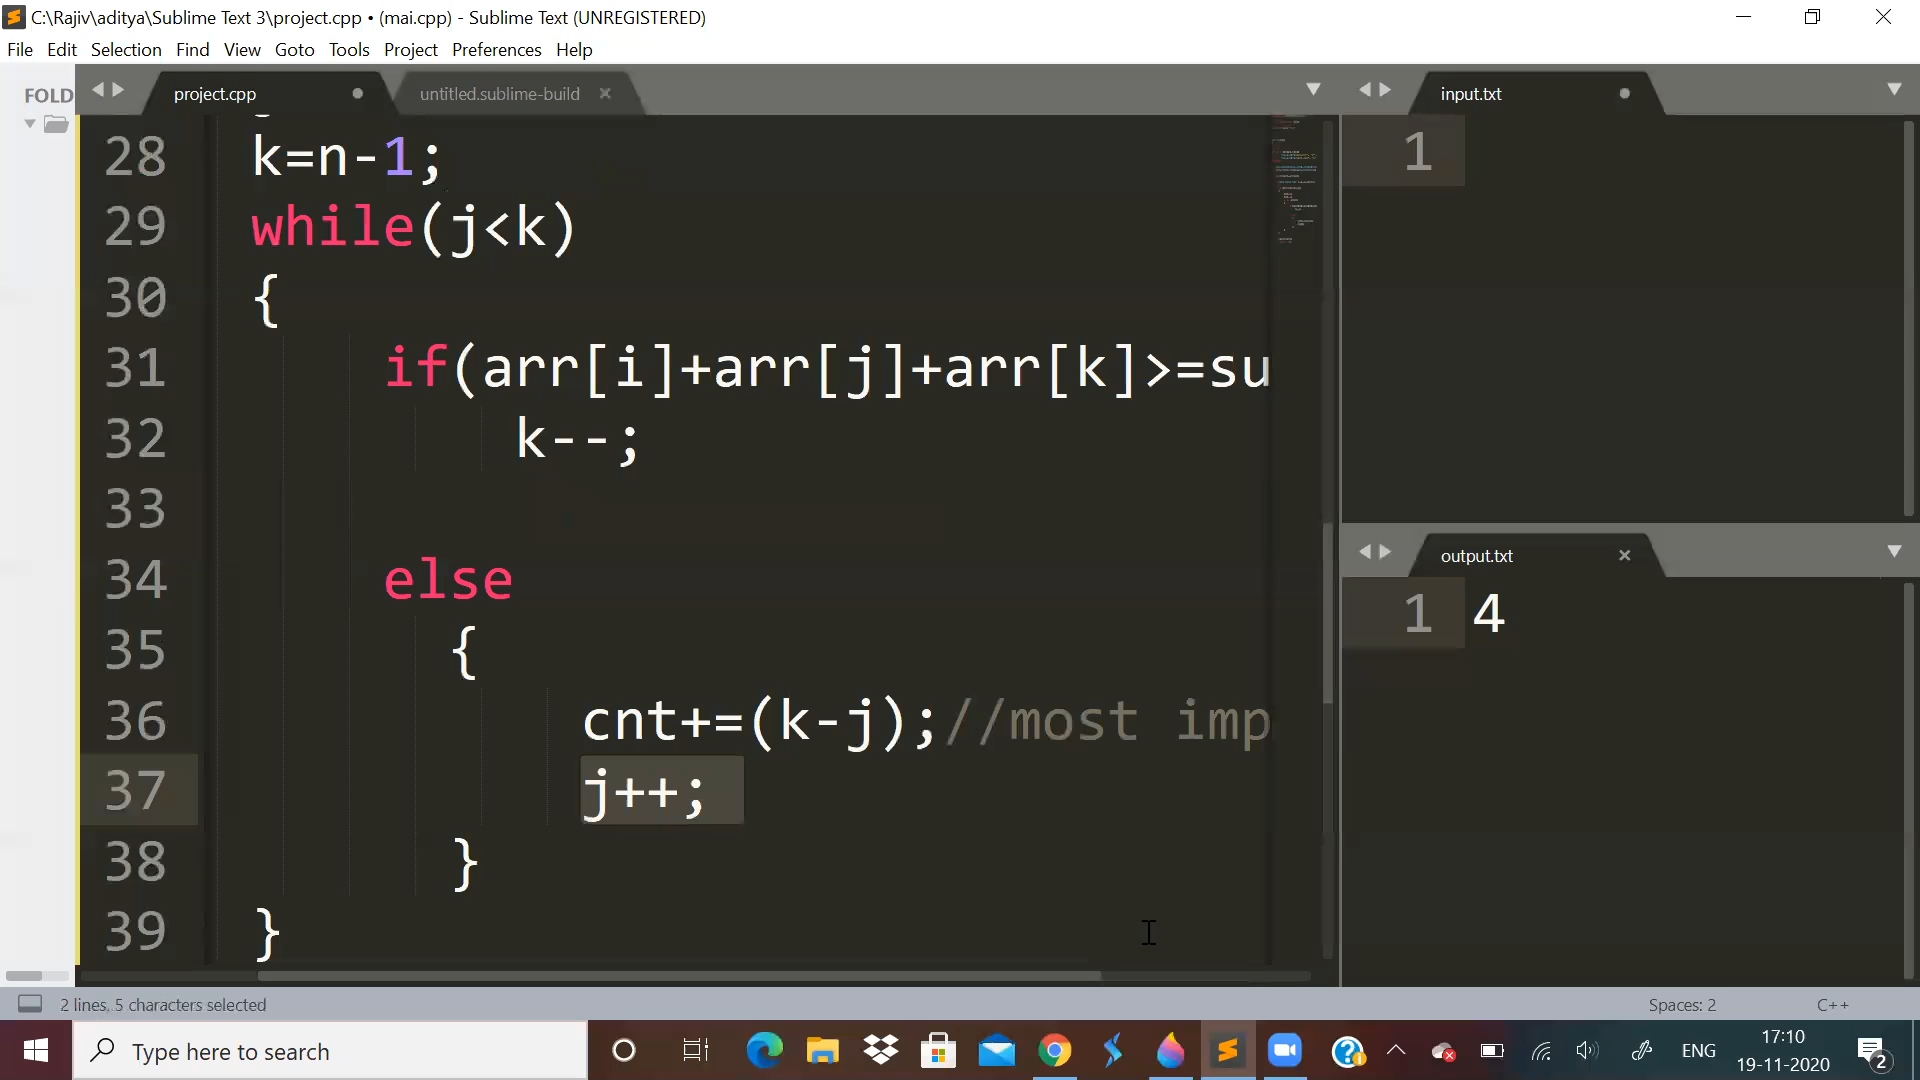 C:\Rajiv\aditya\Sublime Text 3\project.cpp • (mai.cpp) - Sublime Text (UNREGISTERED)
File Edit Selection Find View Goto Tools Project Preferences Help
FOLD
project.cpp
untitled.sublime-build
28 k=n-1;
29 while(j<k)
30 {
31 if(arr[i]+arr[j]+arr[k]>=su
32 k--;
33
34 else
35 {
36 cnt+=(k-j);//most imp
37 j++;
38 }
39 }
input.txt
1
output.txt
1 4
2 lines, 5 characters selected
Spaces: 2
C++
Type here to search
ENG
17:10
19-11-2020
2